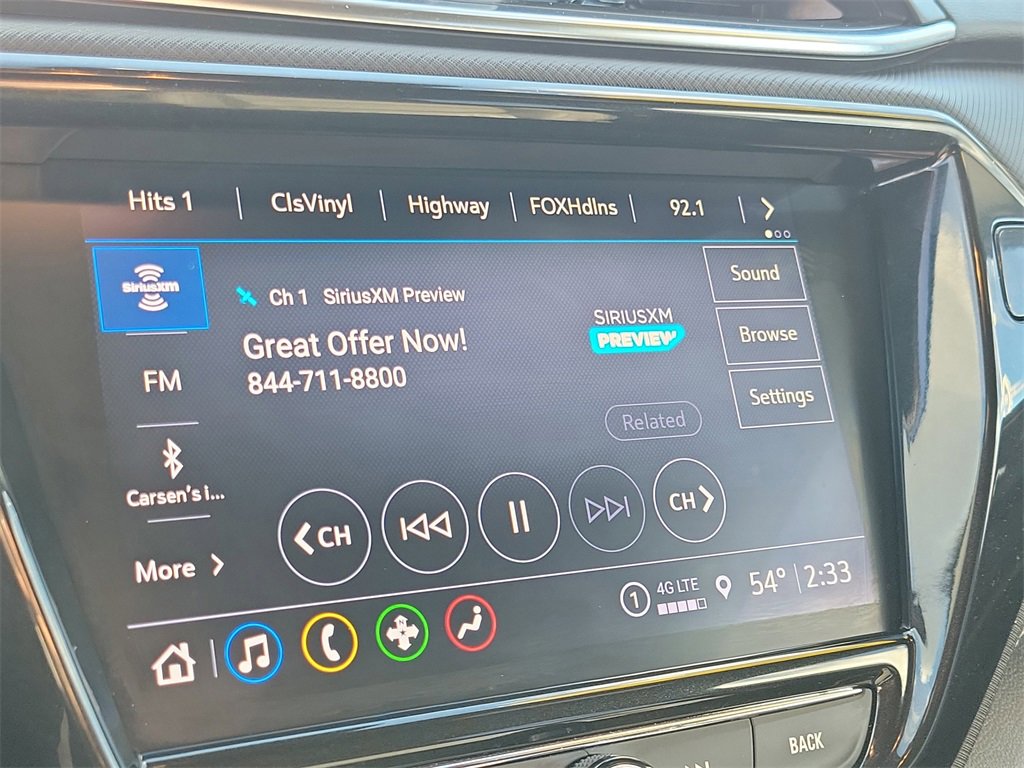 Hits 1 ClsVinyl Highway FOXHdlns 92.1
SiriusXM
Ch 1 SiriusXM Preview
Great Offer Now!
844-711-8800
SIRIUSXM
PREVIEW
Related
Sound
Browse
Settings
FM
Carsen's i...
More
CH
CH
1 4G LTE 54° 2:33
BACK